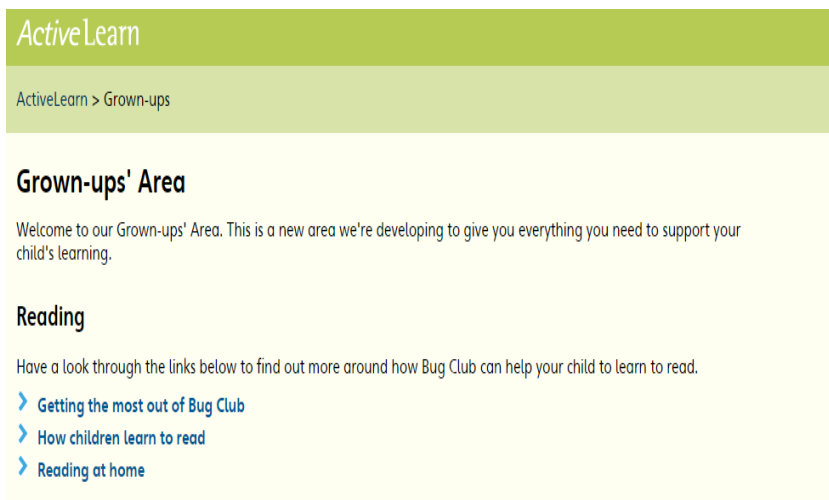 ActiveLearn
ActiveLearn > Grown-ups
Grown-ups' Area
Welcome to our Grown-ups' Area. This is a new area we're developing to give you everything you need to support your
child's learning.
Reading
Have a look through the links below to find out more around how Bug Club can help your child to learn to read.
Getting the most out of Bug Club
How children learn to read
Reading at home